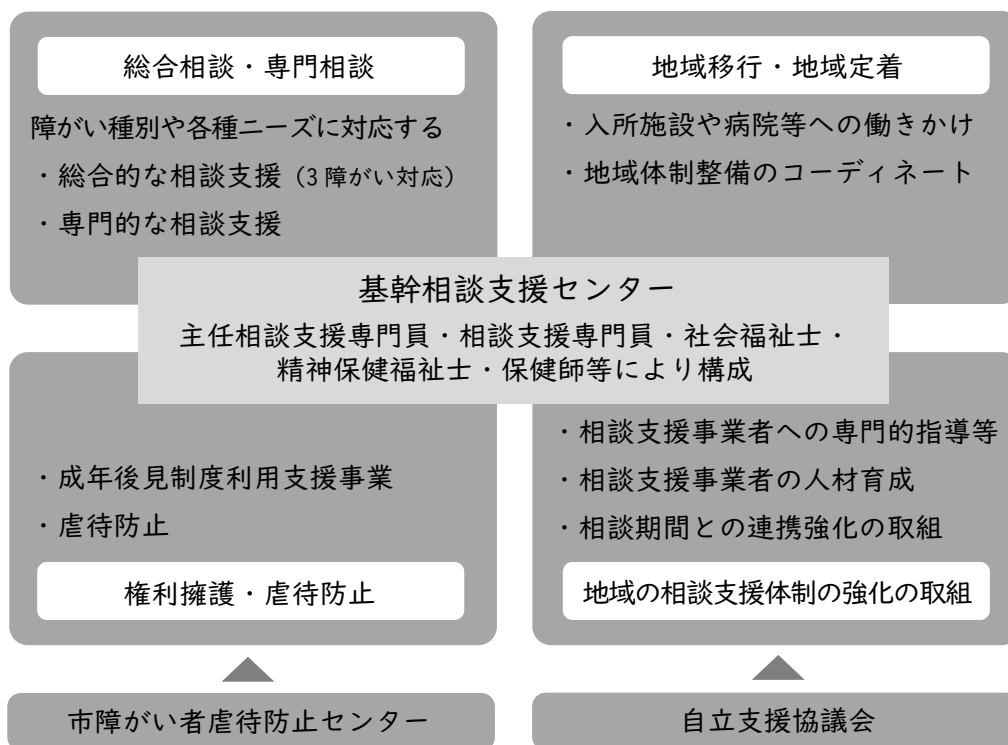 総合相談・専門相談
障がい種別や各種ニーズに対応する
・総合的な相談支援（3障がい対応）
・専門的な相談支援
地域移行・地域定着
・入所施設や病院等への働きかけ
・地域体制整備のコーディネート
基幹相談支援センター
主任相談支援専門員・相談支援専門員・社会福祉士・
精神保健福祉士・保健師等により構成
・成年後見制度利用支援事業
・虐待防止
権利擁護・虐待防止
・相談支援事業者への専門的指導等
・相談支援事業者の人材育成
・相談期間との連携強化の取組
地域の相談支援体制の強化の取組
市障がい者虐待防止センター
自立支援協議会